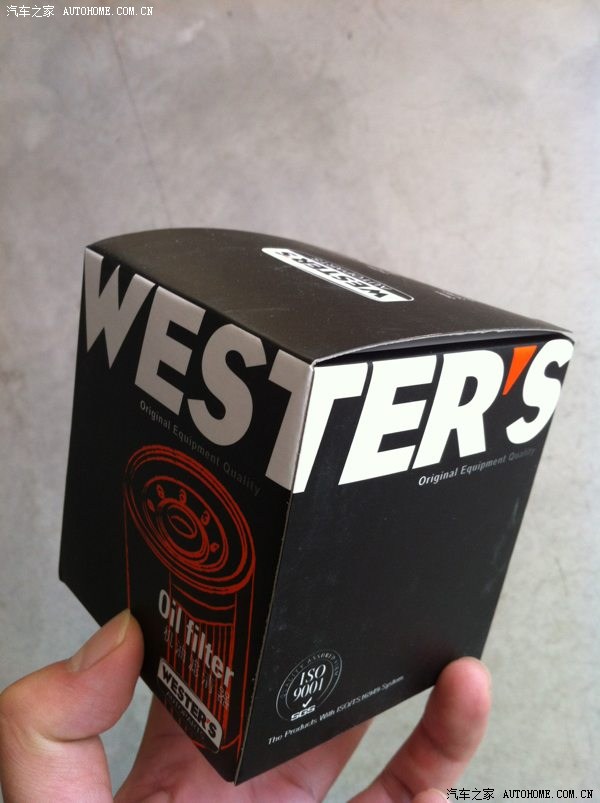 汽车之家 AUTOHOME.COM.CN
WESTER'S
WESTER'S
Original Equipment Quality
Original Equipment Quality
Oil filter
WESTER'S
ISO
9001
SGS
The Products With ISO/TS16949 System
汽车之家 AUTOHOME.COM.CN